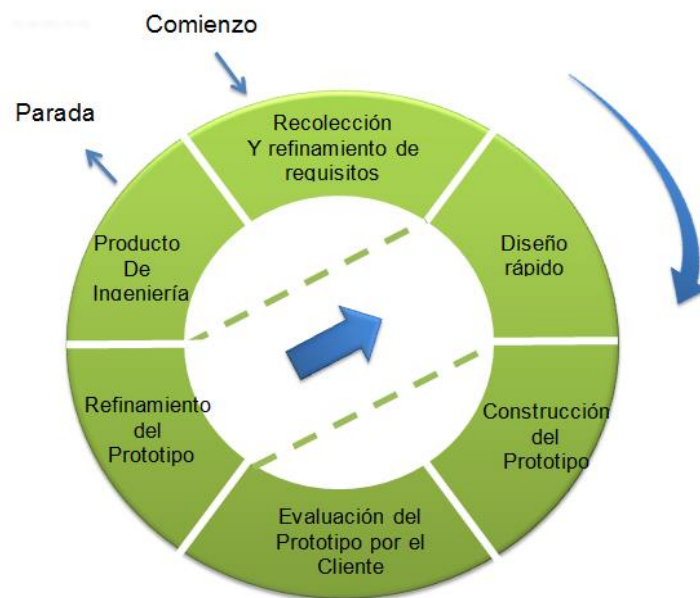 Comienzo
Parada
Recolección
Y refinamiento de
requisitos
Diseño
rápido
Construcción
del
Prototipo
Evaluación del
Prototipo por el
Cliente
Refinamiento
del
Prototipo
Producto
De
Ingeniería